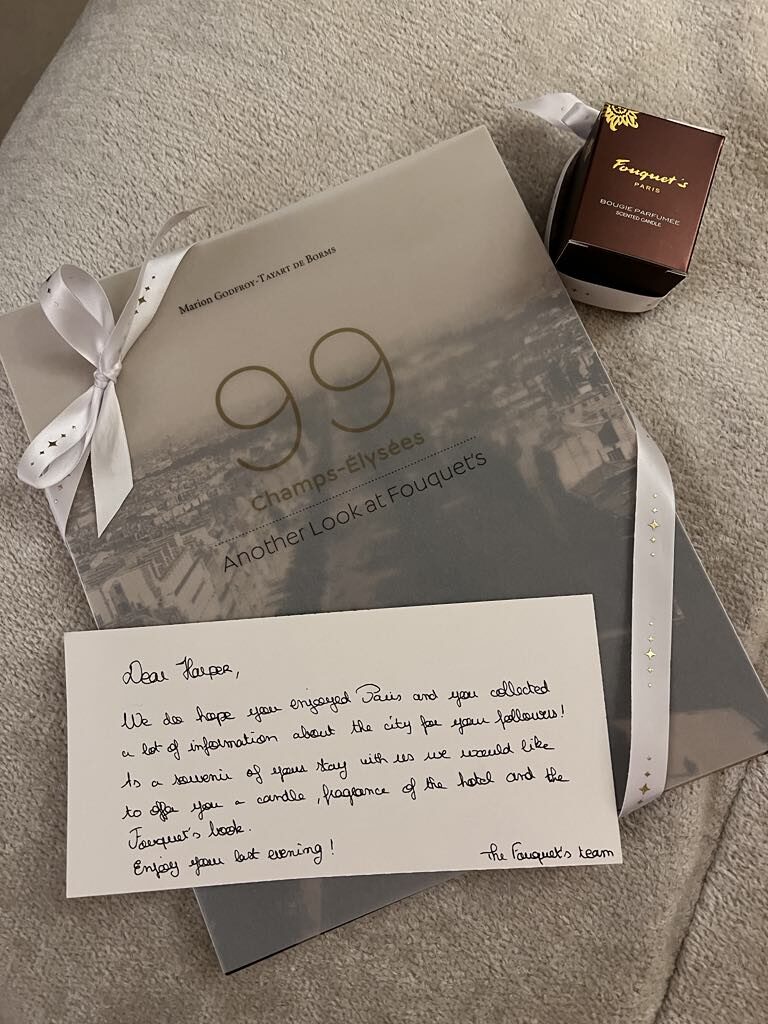 Fouquet's
PARIS
BOUGIE PARFUMÉE
SCENTED CANDLE
Marion Godfroy-Tayart de Borms
99
Champs-Élysées
Another Look at Fouquet's
Dear Harper,
We do hope you enjoyed Paris and you collected
a lot of information about the city for your followers!
As a souvenir of your stay with us we would like
to offer you a candle, fragrance of the hotel and the
Fouquet's book.
Enjoy your last evening!
The Fouquet's team